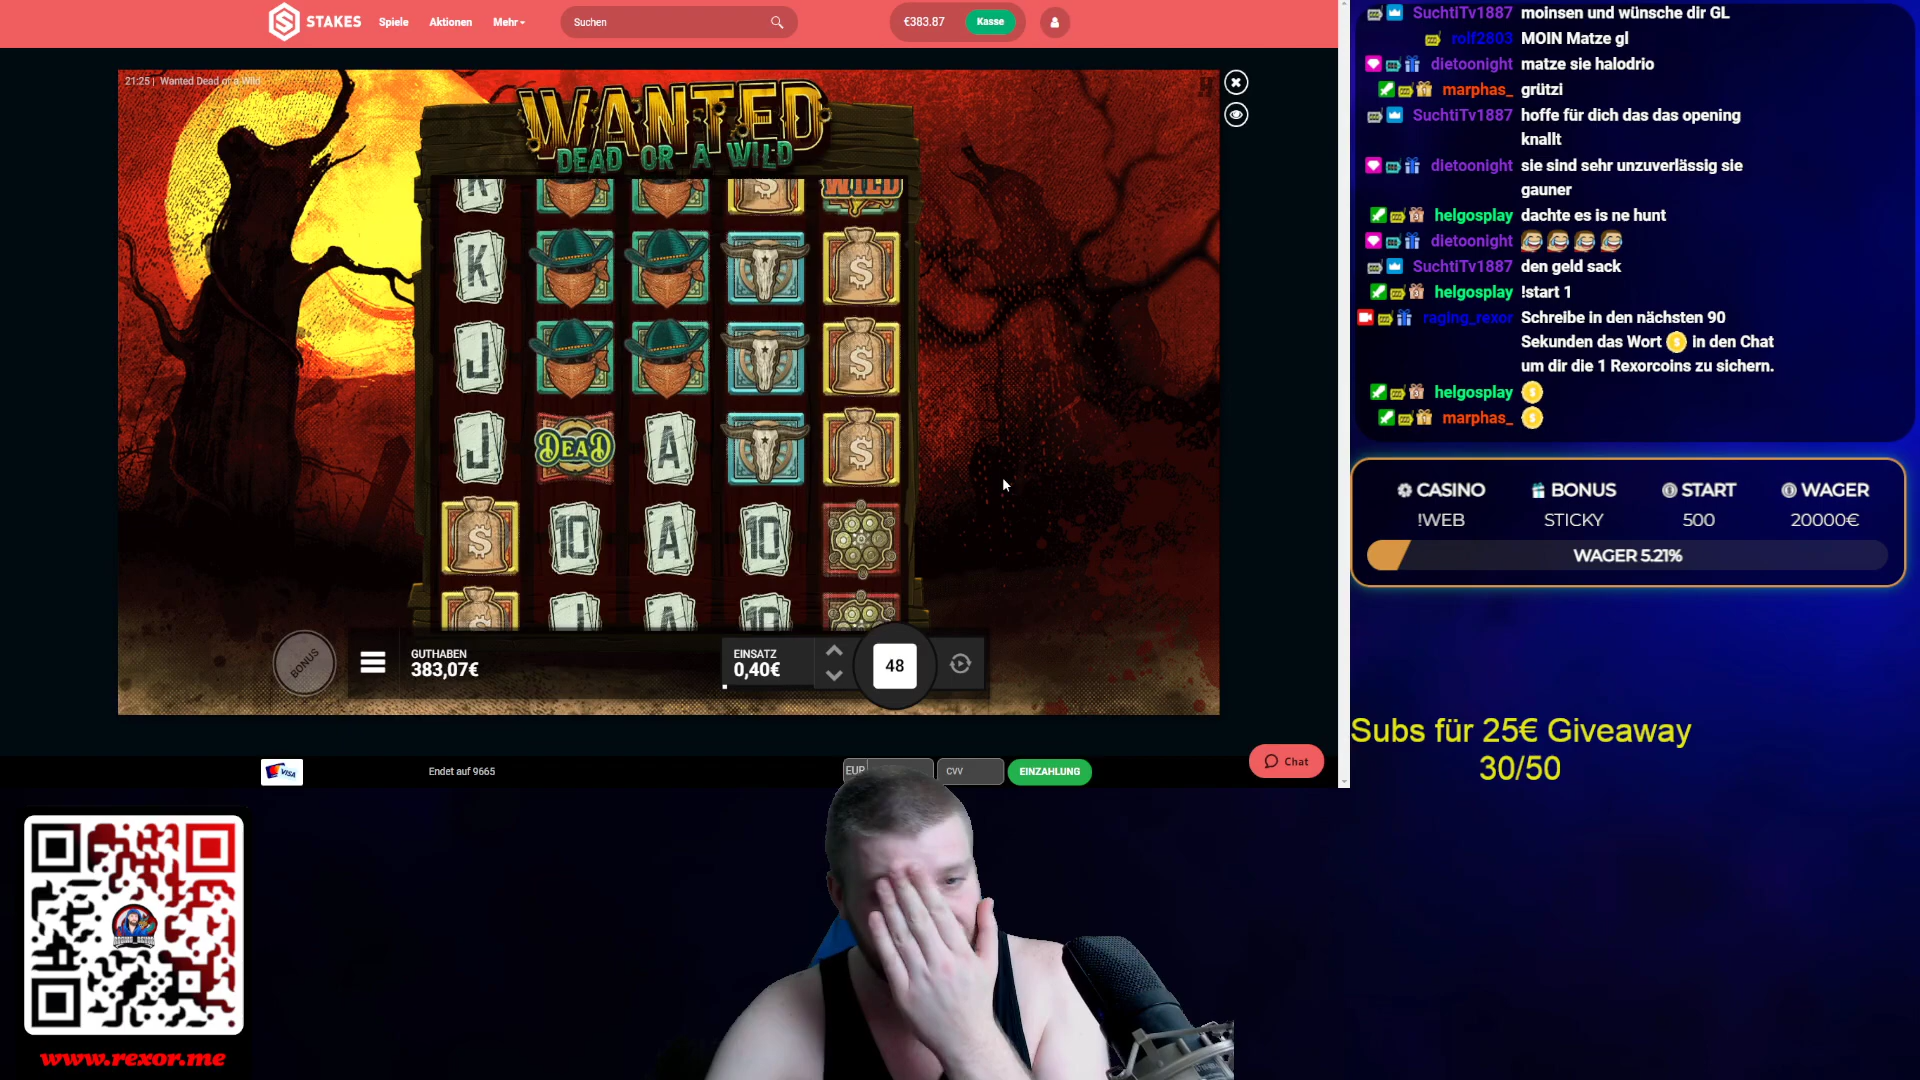 STAKES
Spiele
Aktionen
Mehr
Suchen
€383.87
Kasse
21:25 | Wanted Dead or a Wild
WANTED
DEAD OR A WILD
K
$
WILD
K
$
J
$
J
DEAD
A
$
$
10
A
10
J
A
10
BONUS
GUTHABEN
383,07€
EINSATZ
0,40€
48
VISA
Endet auf 9665
EUR
CVV
EINZAHLUNG
Chat
www.rexor.me
SuchtiTv1887 moinsen und wünsche dir GL
rolf2803 MOIN Matze gl
dietoonight matze sie halodrio
marphas_ grützi
SuchtiTv1887 hoffe für dich das das opening
knallt
dietoonight sie sind sehr unzuverlässig sie
gauner
helgosplay dachte es is ne hunt
dietoonight
SuchtiTv1887 den geld sack
helgosplay !start 1
raging_rexor Schreibe in den nächsten 90
Sekunden das Wort in den Chat
um dir die 1 Rexorcoins zu sichern.
helgosplay
marphas_
CASINO BONUS START WAGER
!WEB STICKY 500 20000€
WAGER 5.21%
Subs für 25€ Giveaway
30/50